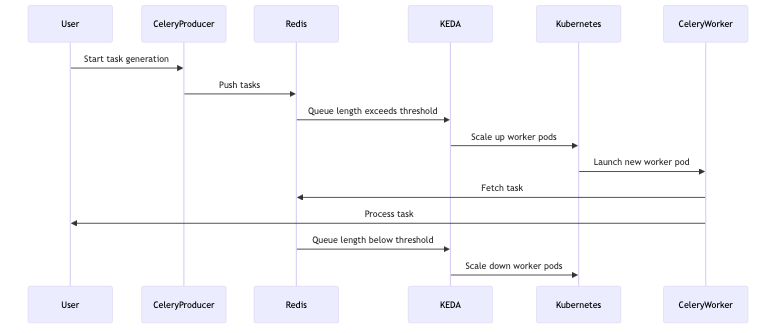 User CeleryProducer Redis KEDA Kubernetes CeleryWorker
Start task generation
Push tasks
Queue length exceeds threshold
Scale up worker pods
Launch new worker pod
Fetch task
Process task
Queue length below threshold
Scale down worker pods
User CeleryProducer Redis KEDA Kubernetes CeleryWorker